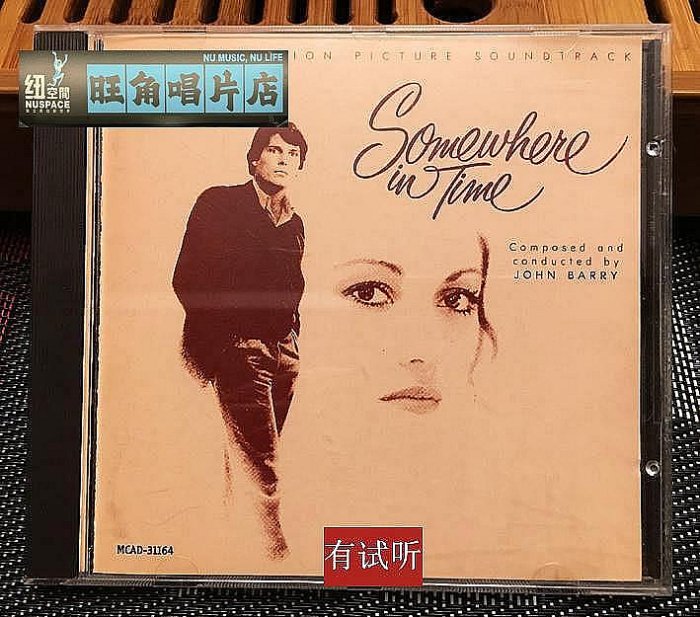 NU MUSIC, NU LIFE
纽空間
NUSPACE
旺角唱片店
ION PICTURE SOUNDTRACK
Somewhere
in Time
Composed and
conducted by
JOHN BARRY
MCAD-31164
有试听